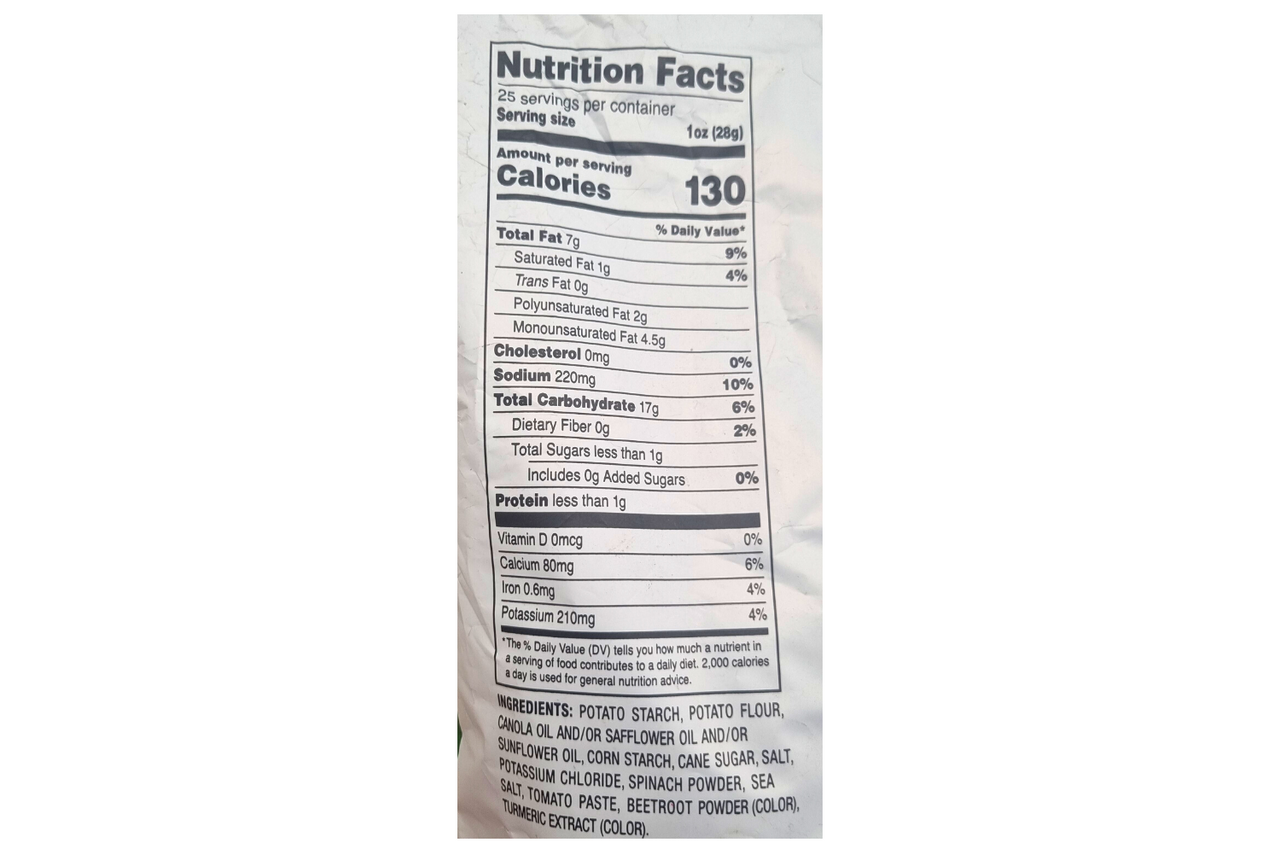 Nutrition Facts
25 servings per container
Serving size 1oz (28g)
Amount per serving
Calories 130
% Daily Value*
Total Fat 7g 9%
Saturated Fat 1g 4%
Trans Fat 0g
Polyunsaturated Fat 2g
Monounsaturated Fat 4.5g
Cholesterol 0mg 0%
Sodium 220mg 10%
Total Carbohydrate 17g 6%
Dietary Fiber 0g 2%
Total Sugars less than 1g
Includes 0g Added Sugars 0%
Protein less than 1g
Vitamin D 0mcg 0%
Calcium 80mg 6%
Iron 0.6mg 4%
Potassium 210mg 4%
*The % Daily Value (DV) tells you how much a nutrient in
a serving of food contributes to a daily diet. 2,000 calories
a day is used for general nutrition advice.
INGREDIENTS: POTATO STARCH, POTATO FLOUR,
CANOLA OIL AND/OR SAFFLOWER OIL AND/OR
SUNFLOWER OIL, CORN STARCH, CANE SUGAR, SALT,
POTASSIUM CHLORIDE, SPINACH POWDER, SEA
SALT, TOMATO PASTE, BEETROOT POWDER (COLOR),
TURMERIC EXTRACT (COLOR).